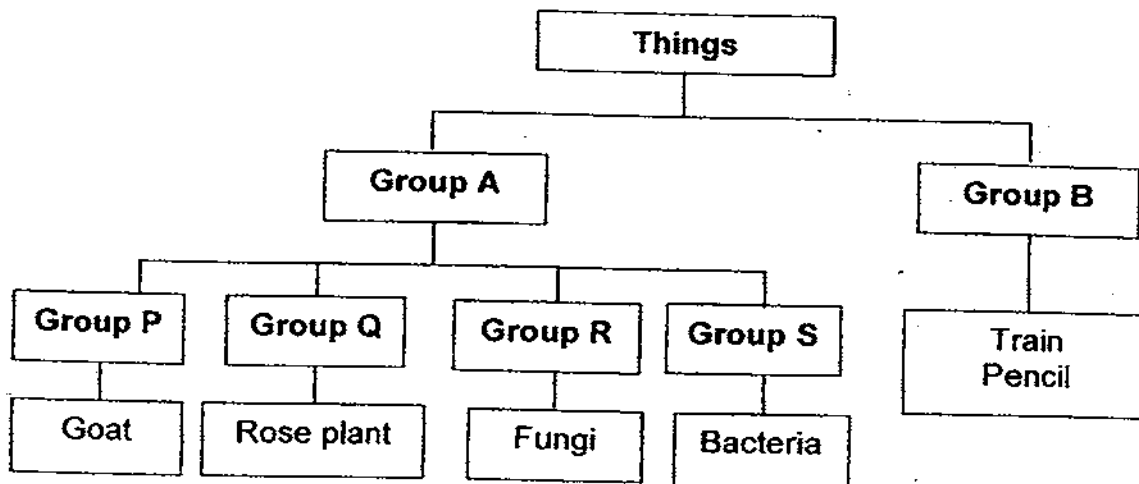 Things
Group A
Group B
Group P
Group Q
Group R
Group S
Train
Pencil
Goat
Rose plant
Fungi
Bacteria